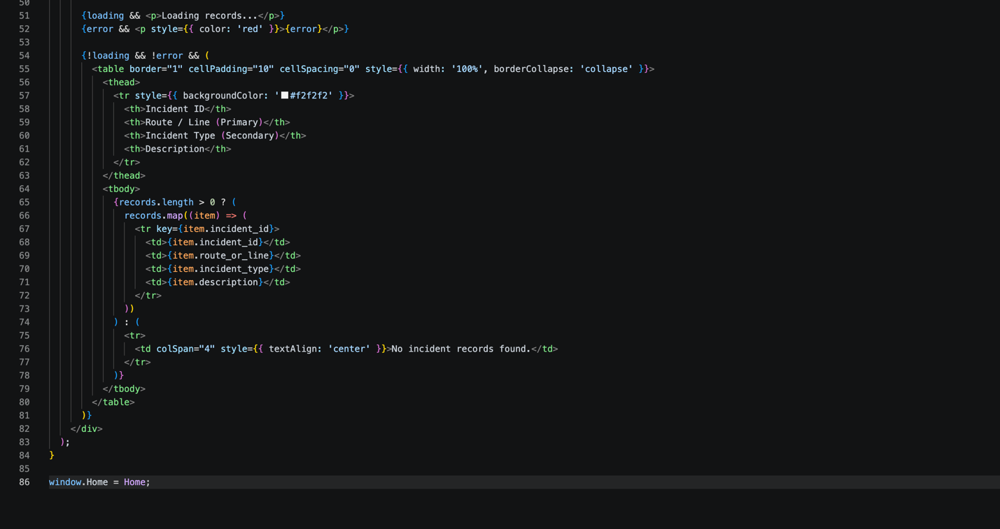 50
51 {loading && <p>Loading records...</p>}
52 {error && <p style={{ color: 'red' }}>{error}</p>}
53
54 {!loading && !error && (
55 <table border="1" cellPadding="10" cellSpacing="0" style={{ width: '100%', borderCollapse: 'collapse' }}>
56 <thead>
57 <tr style={{ backgroundColor: '#f2f2f2' }}>
58 <th>Incident ID</th>
59 <th>Route / Line (Primary)</th>
60 <th>Incident Type (Secondary)</th>
61 <th>Description</th>
62 </tr>
63 </thead>
64 <tbody>
65 {records.length > 0 ? (
66 records.map((item) => (
67 <tr key={item.incident_id}>
68 <td>{item.incident_id}</td>
69 <td>{item.route_or_line}</td>
70 <td>{item.incident_type}</td>
71 <td>{item.description}</td>
72 </tr>
73 ))
74 ) : (
75 <tr>
76 <td colSpan="4" style={{ textAlign: 'center' }}>No incident records found.</td>
77 </tr>
78 )}
79 </tbody>
80 </table>
81 )}
82 </div>
83 );
84 }
85
86 window.Home = Home;